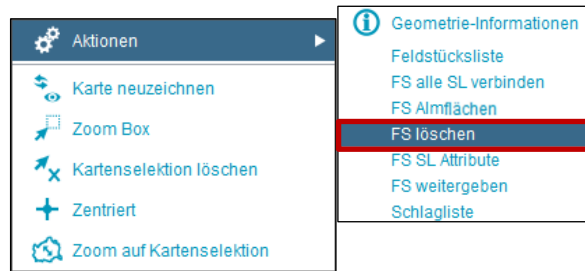 Aktionen
Karte neuzeichnen
Zoom Box
Kartenselektion löschen
Zentriert
Zoom auf Kartenselektion
Geometrie-Informationen
Feldstücksliste
FS alle SL verbinden
FS Almflächen
FS löschen
FS SL Attribute
FS weitergeben
Schlagliste